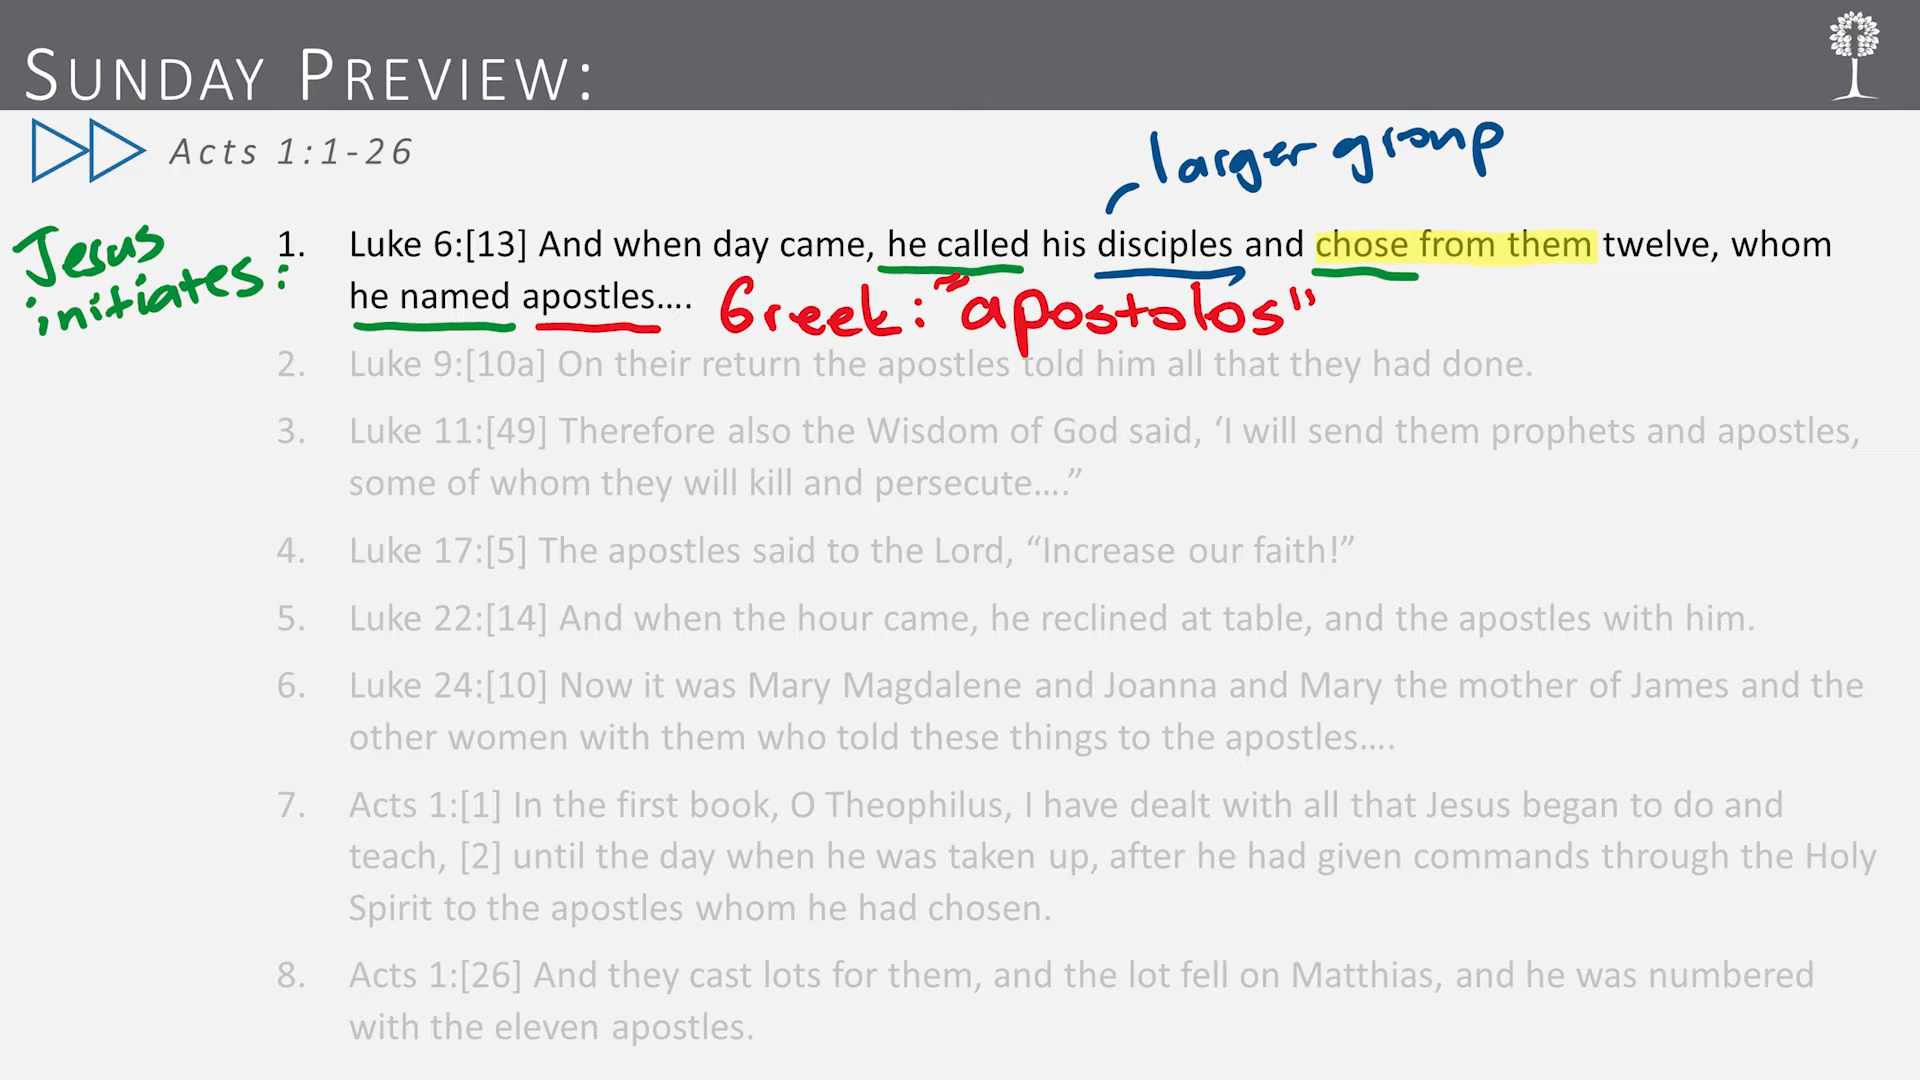 SUNDAY PREVIEW:
Acts 1:1-26
larger group
Jesus
initiates:
1. Luke 6:[13] And when day came, he called his disciples and chose from them twelve, whom
he named apostles….
Greek: "apostolos"
2. Luke 9:[10a] On their return the apostles told him all that they had done.
3. Luke 11:[49] Therefore also the Wisdom of God said, ‘I will send them prophets and apostles,
some of whom they will kill and persecute….”
4. Luke 17:[5] The apostles said to the Lord, “Increase our faith!”
5. Luke 22:[14] And when the hour came, he reclined at table, and the apostles with him.
6. Luke 24:[10] Now it was Mary Magdalene and Joanna and Mary the mother of James and the
other women with them who told these things to the apostles….
7. Acts 1:[1] In the first book, O Theophilus, I have dealt with all that Jesus began to do and
teach, [2] until the day when he was taken up, after he had given commands through the Holy
Spirit to the apostles whom he had chosen.
8. Acts 1:[26] And they cast lots for them, and the lot fell on Matthias, and he was numbered
with the eleven apostles.